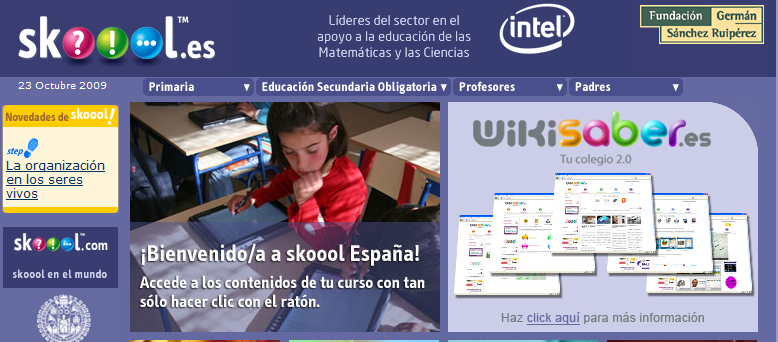 skoool.es™
Líderes del sector en el
apoyo a la educación de las
Matemáticas y las Ciencias
intel
Fundación Germán
Sánchez Ruipérez
23 Octubre 2009
Primaria ▼
Educación Secundaria Obligatoria ▼
Profesores ▼
Padres ▼
Novedades de skoool!
step
La organización
en los seres
vivos
skoool™.com
skoool en el mundo
¡Bienvenido/a a skoool España!
Accede a los contenidos de tu curso con tan
sólo hacer clic con el ratón.
WikiSaber.es
Tu colegio 2.0
Haz click aquí para más información